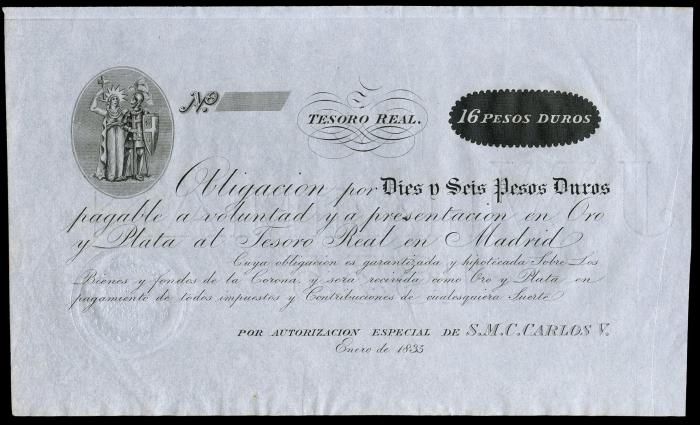 No.
TESORO REAL.
16 PESOS DUROS
Obligacion por Dies y Seis Pesos Duros
pagable a voluntad y a presentacion en Oro
y Plata al Tesoro Real en Madrid
Cuya obligacion es garantizada y hipoticada Sobre Los
Bienes y fondos de la Corona, y sera recivida como Oro y Plata en
pagamiento de todos impuestos y Contribuciones de cualesquiera Suerte
POR AUTORIZACION ESPECIAL DE S.M.C. CARLOS V.
Enero de 1835